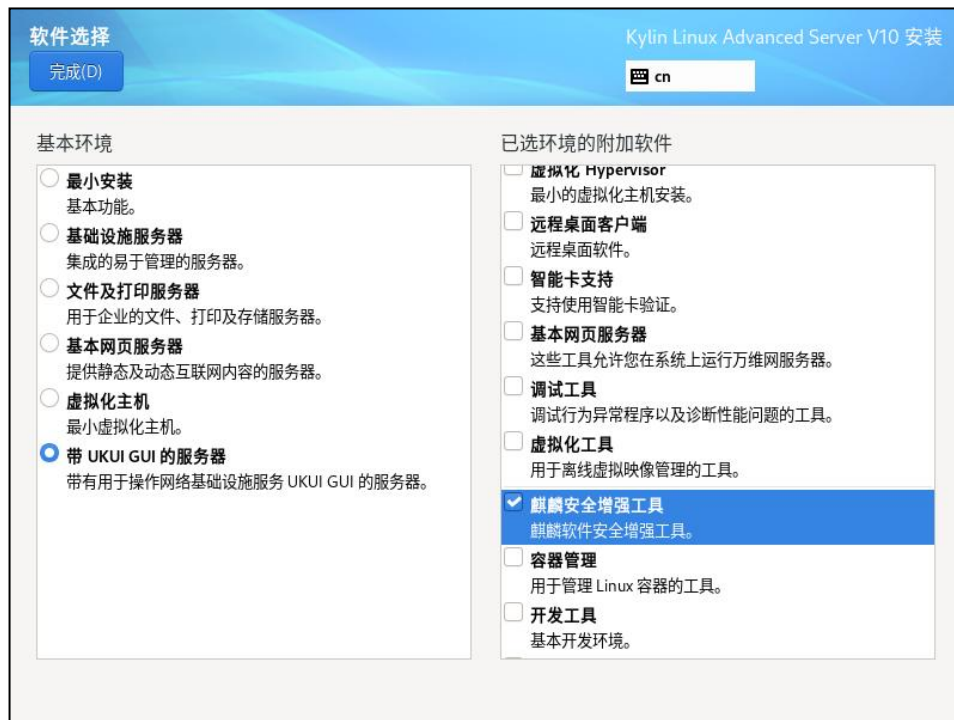 软件选择
Kylin Linux Advanced Server V10 安装
完成(D)
cn
基本环境
最小安装
基本功能。
基础设施服务器
集成的易于管理的服务器。
文件及打印服务器
用于企业的文件、打印及存储服务器。
基本网页服务器
提供静态及动态互联网内容的服务器。
虚拟化主机
最小虚拟化主机。
带 UKUI GUI 的服务器
带有用于操作网络基础设施服务 UKUI GUI 的服务器。
已选环境的附加软件
虚拟化 Hypervisor
最小的虚拟化主机安装。
远程桌面客户端
远程桌面软件。
智能卡支持
支持使用智能卡验证。
基本网页服务器
这些工具允许您在系统上运行万维网服务器。
调试工具
调试行为异常程序以及诊断性能问题的工具。
虚拟化工具
用于离线虚拟映像管理的工具。
麒麟安全增强工具
麒麟软件安全增强工具。
容器管理
用于管理 Linux 容器的工具。
开发工具
基本开发环境。